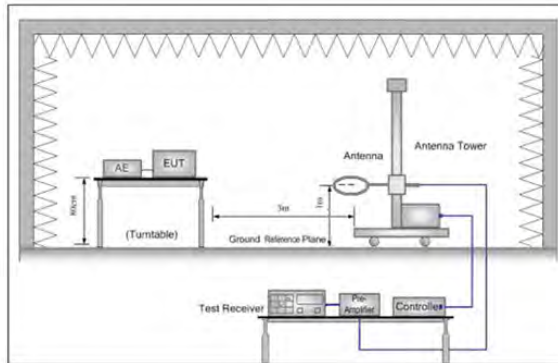 Antenna Tower
Antenna
AE
EUT
80cm
(Turntable)
3m
1m
Ground Reference Plane
Test Receiver
Pre-
Amplifier
Controller